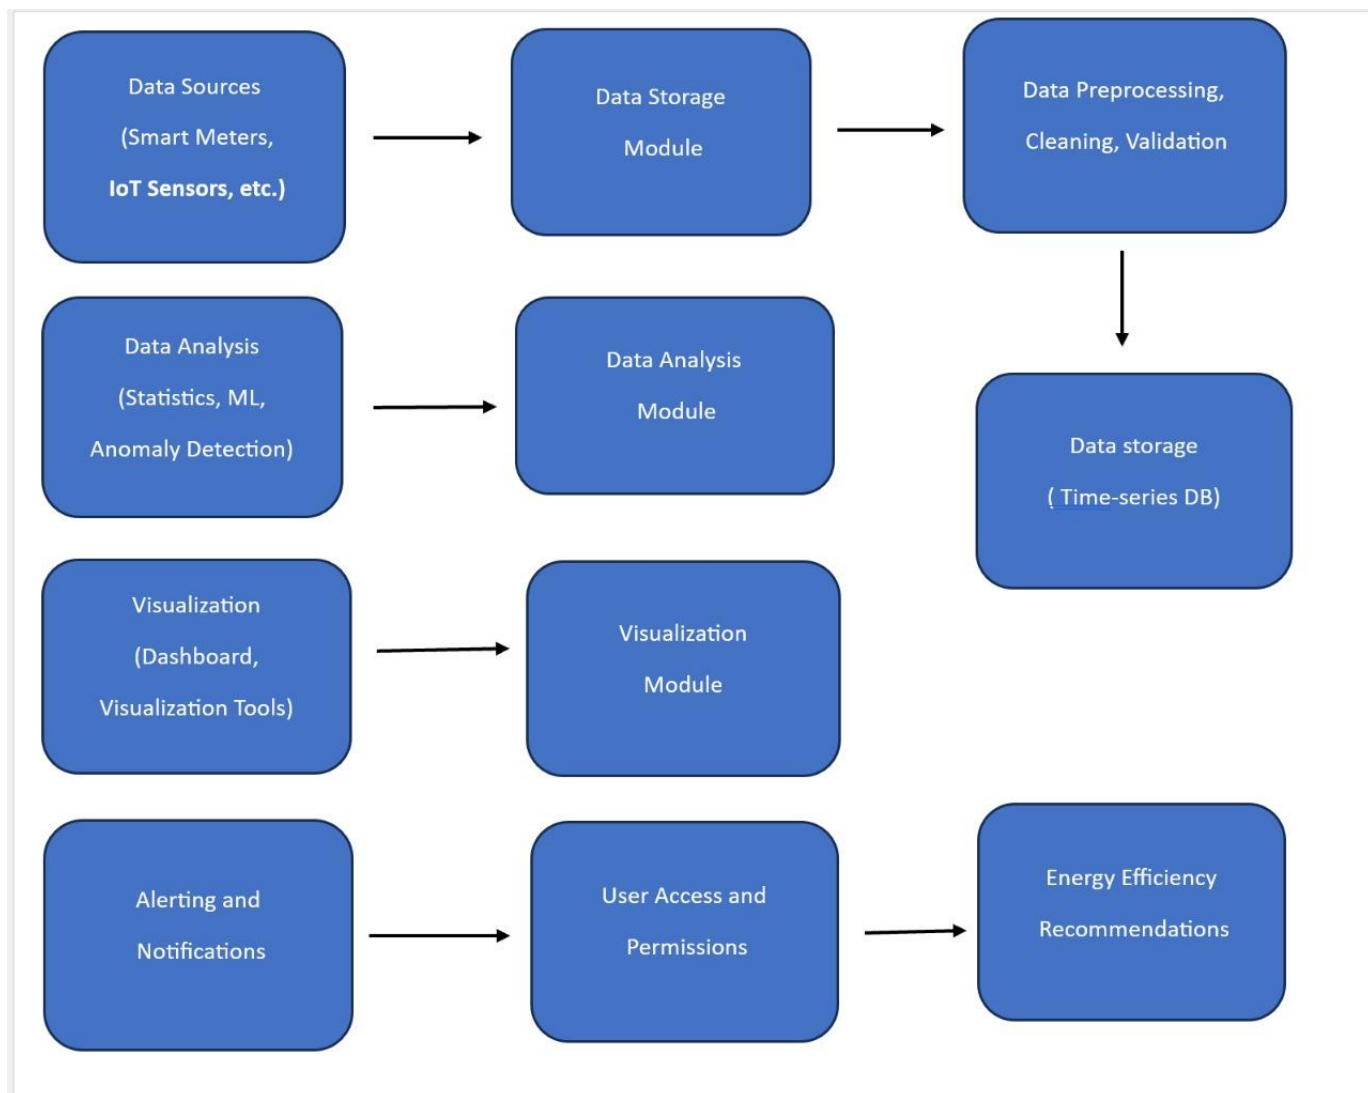 Data Sources
(Smart Meters,
IoT Sensors, etc.)
Data Storage
Module
Data Preprocessing,
Cleaning, Validation
Data Analysis
(Statistics, ML,
Anomaly Detection)
Data Analysis
Module
Data storage
( Time-series DB)
Visualization
(Dashboard,
Visualization Tools)
Visualization
Module
Alerting and
Notifications
User Access and
Permissions
Energy Efficiency
Recommendations